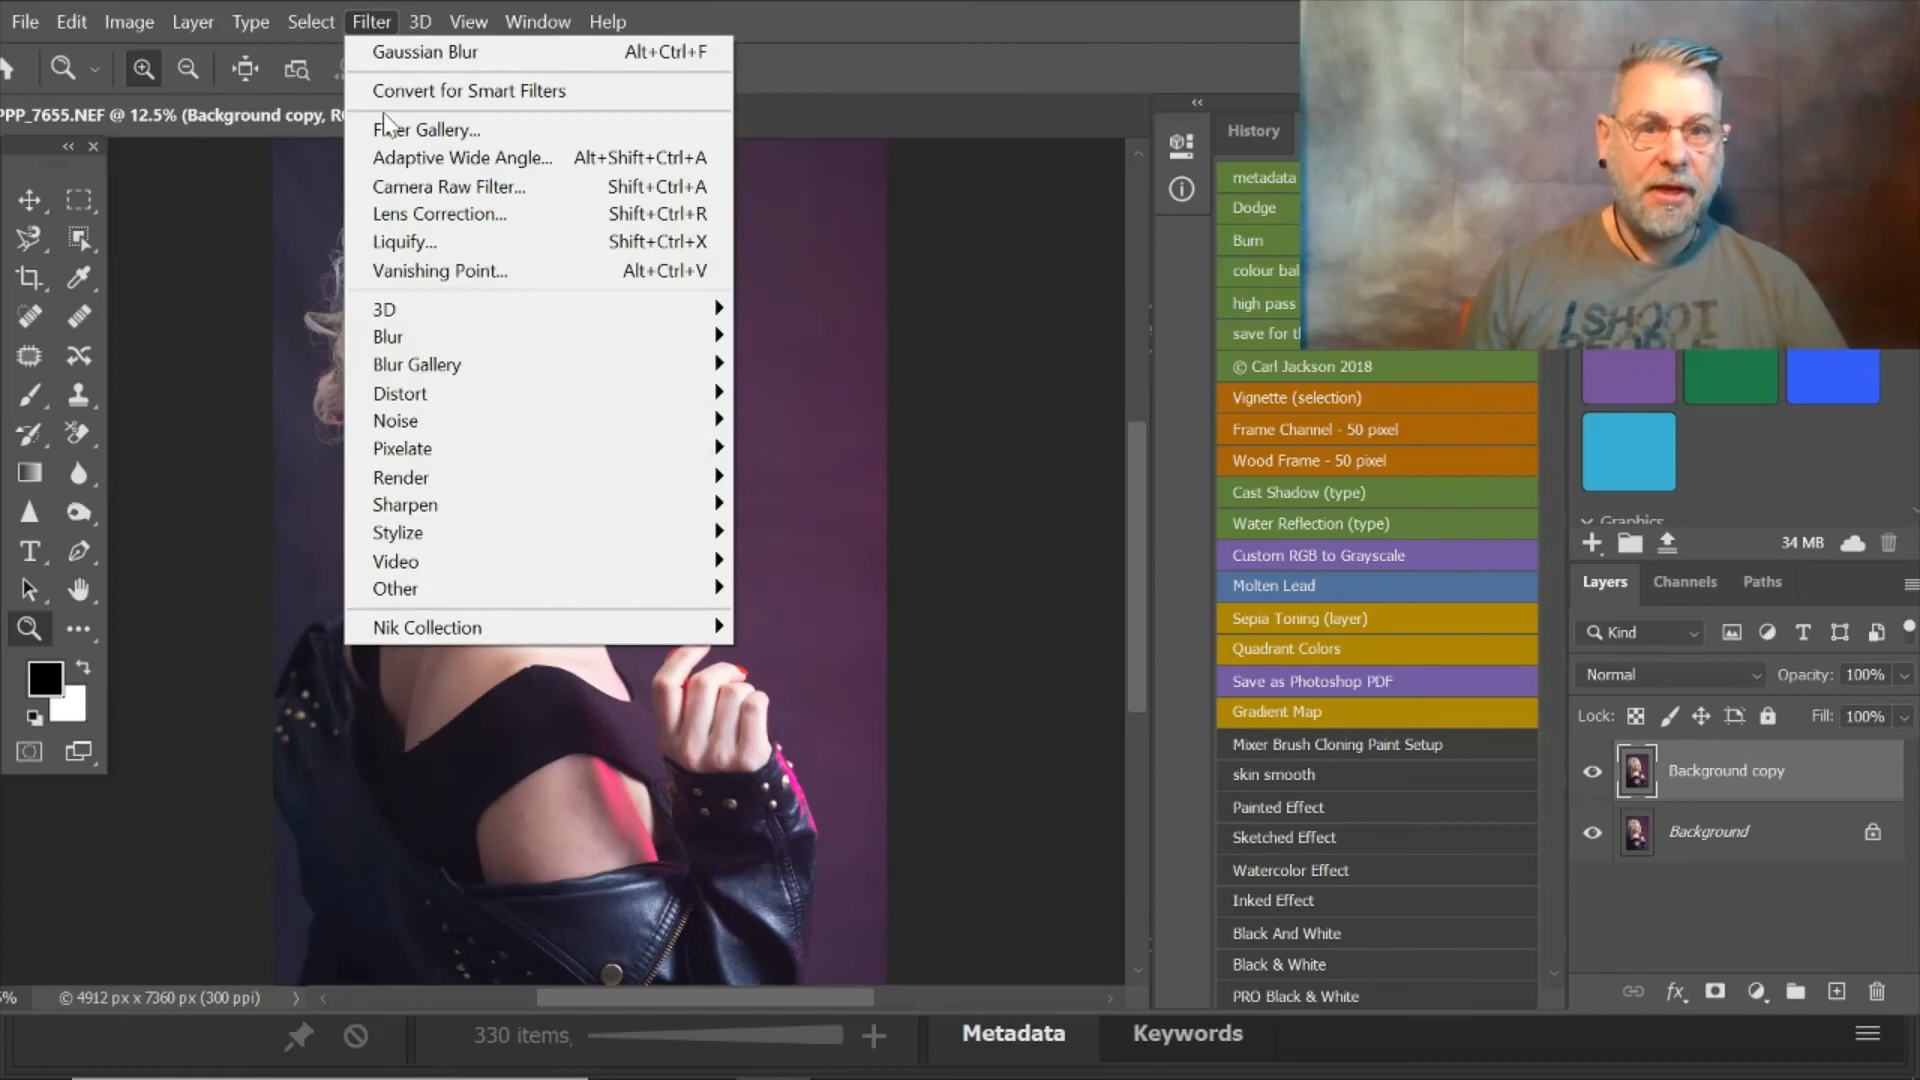 File Edit Image Layer Type Select Filter 3D View Window Help
PPP_7655.NEF @ 12.5% (Background copy, R
Gaussian Blur Alt+Ctrl+F
Convert for Smart Filters
Filter Gallery...
Adaptive Wide Angle... Alt+Shift+Ctrl+A
Camera Raw Filter... Shift+Ctrl+A
Lens Correction... Shift+Ctrl+R
Liquify... Shift+Ctrl+X
Vanishing Point... Alt+Ctrl+V
3D
Blur
Blur Gallery
Distort
Noise
Pixelate
Render
Sharpen
Stylize
Video
Other
Nik Collection
History
metadata
Dodge
Burn
colour bal
high pass
save for t
© Carl Jackson 2018
Vignette (selection)
Frame Channel - 50 pixel
Wood Frame - 50 pixel
Cast Shadow (type)
Water Reflection (type)
Custom RGB to Grayscale
Molten Lead
Sepia Toning (layer)
Quadrant Colors
Save as Photoshop PDF
Gradient Map
Mixer Brush Cloning Paint Setup
skin smooth
Painted Effect
Sketched Effect
Watercolor Effect
Inked Effect
Black And White
Black & White
PRO Black & White
I SHOOT
PEOPLE
Graphics
34 MB
Layers Channels Paths
Kind
Normal Opacity: 100%
Lock: Fill: 100%
Background copy
Background
% © 4912 px x 7360 px (300 ppi)
330 items,
Metadata Keywords